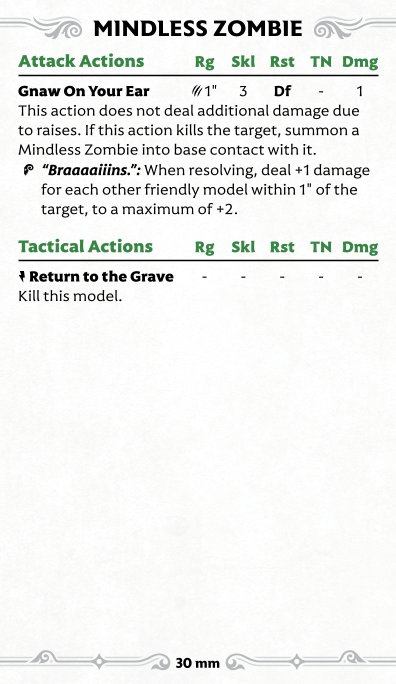 MINDLESS ZOMBIE
Attack Actions Rg Skl Rst TN Dmg
Gnaw On Your Ear 1" 3 Df - 1
This action does not deal additional damage due
to raises. If this action kills the target, summon a
Mindless Zombie into base contact with it.
“Braaaaiiins.”: When resolving, deal +1 damage
for each other friendly model within 1" of the
target, to a maximum of +2.
Tactical Actions Rg Skl Rst TN Dmg
Return to the Grave - - - - -
Kill this model.
30 mm